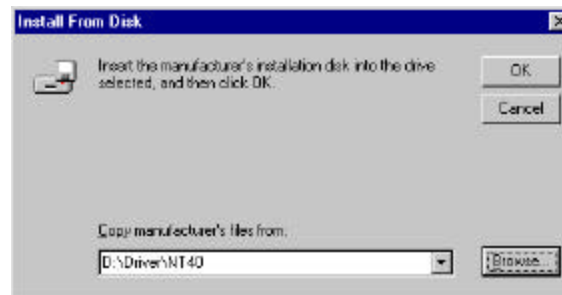 Install From Disk
Insert the manufacturer's installation disk into the drive
selected, and then click OK.
OK
Cancel
Copy manufacturer's files from:
D:\Driver\NT40
Browse...